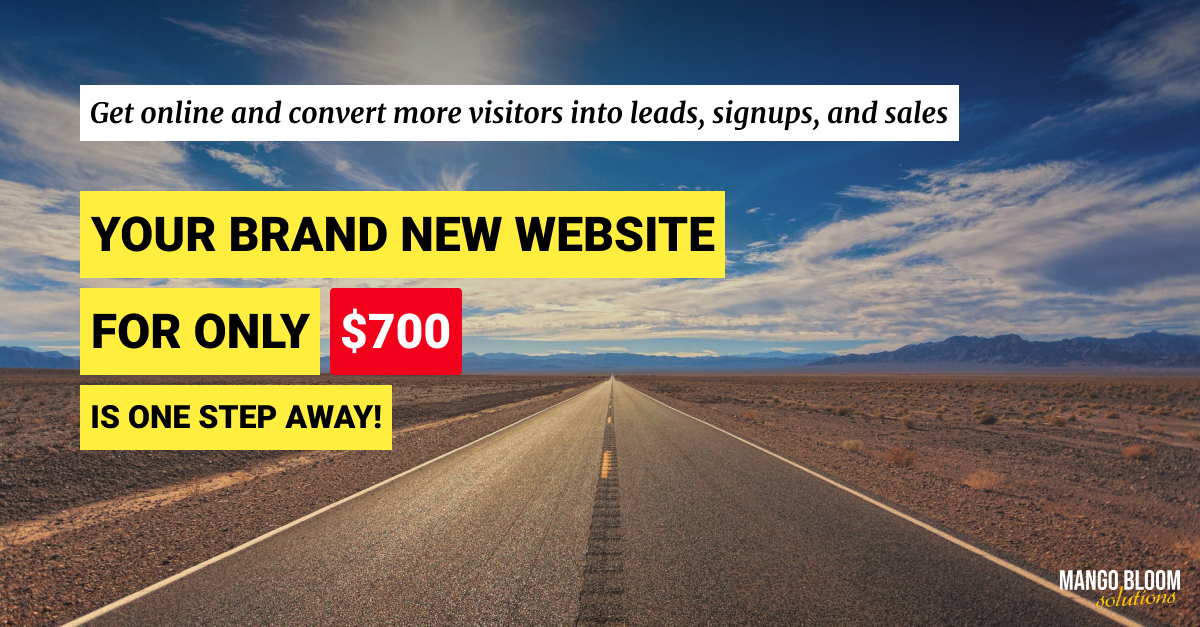 Get online and convert more visitors into leads, signups, and sales
YOUR BRAND NEW WEBSITE
FOR ONLY $700
IS ONE STEP AWAY!
MANGO BLOOM
solutions